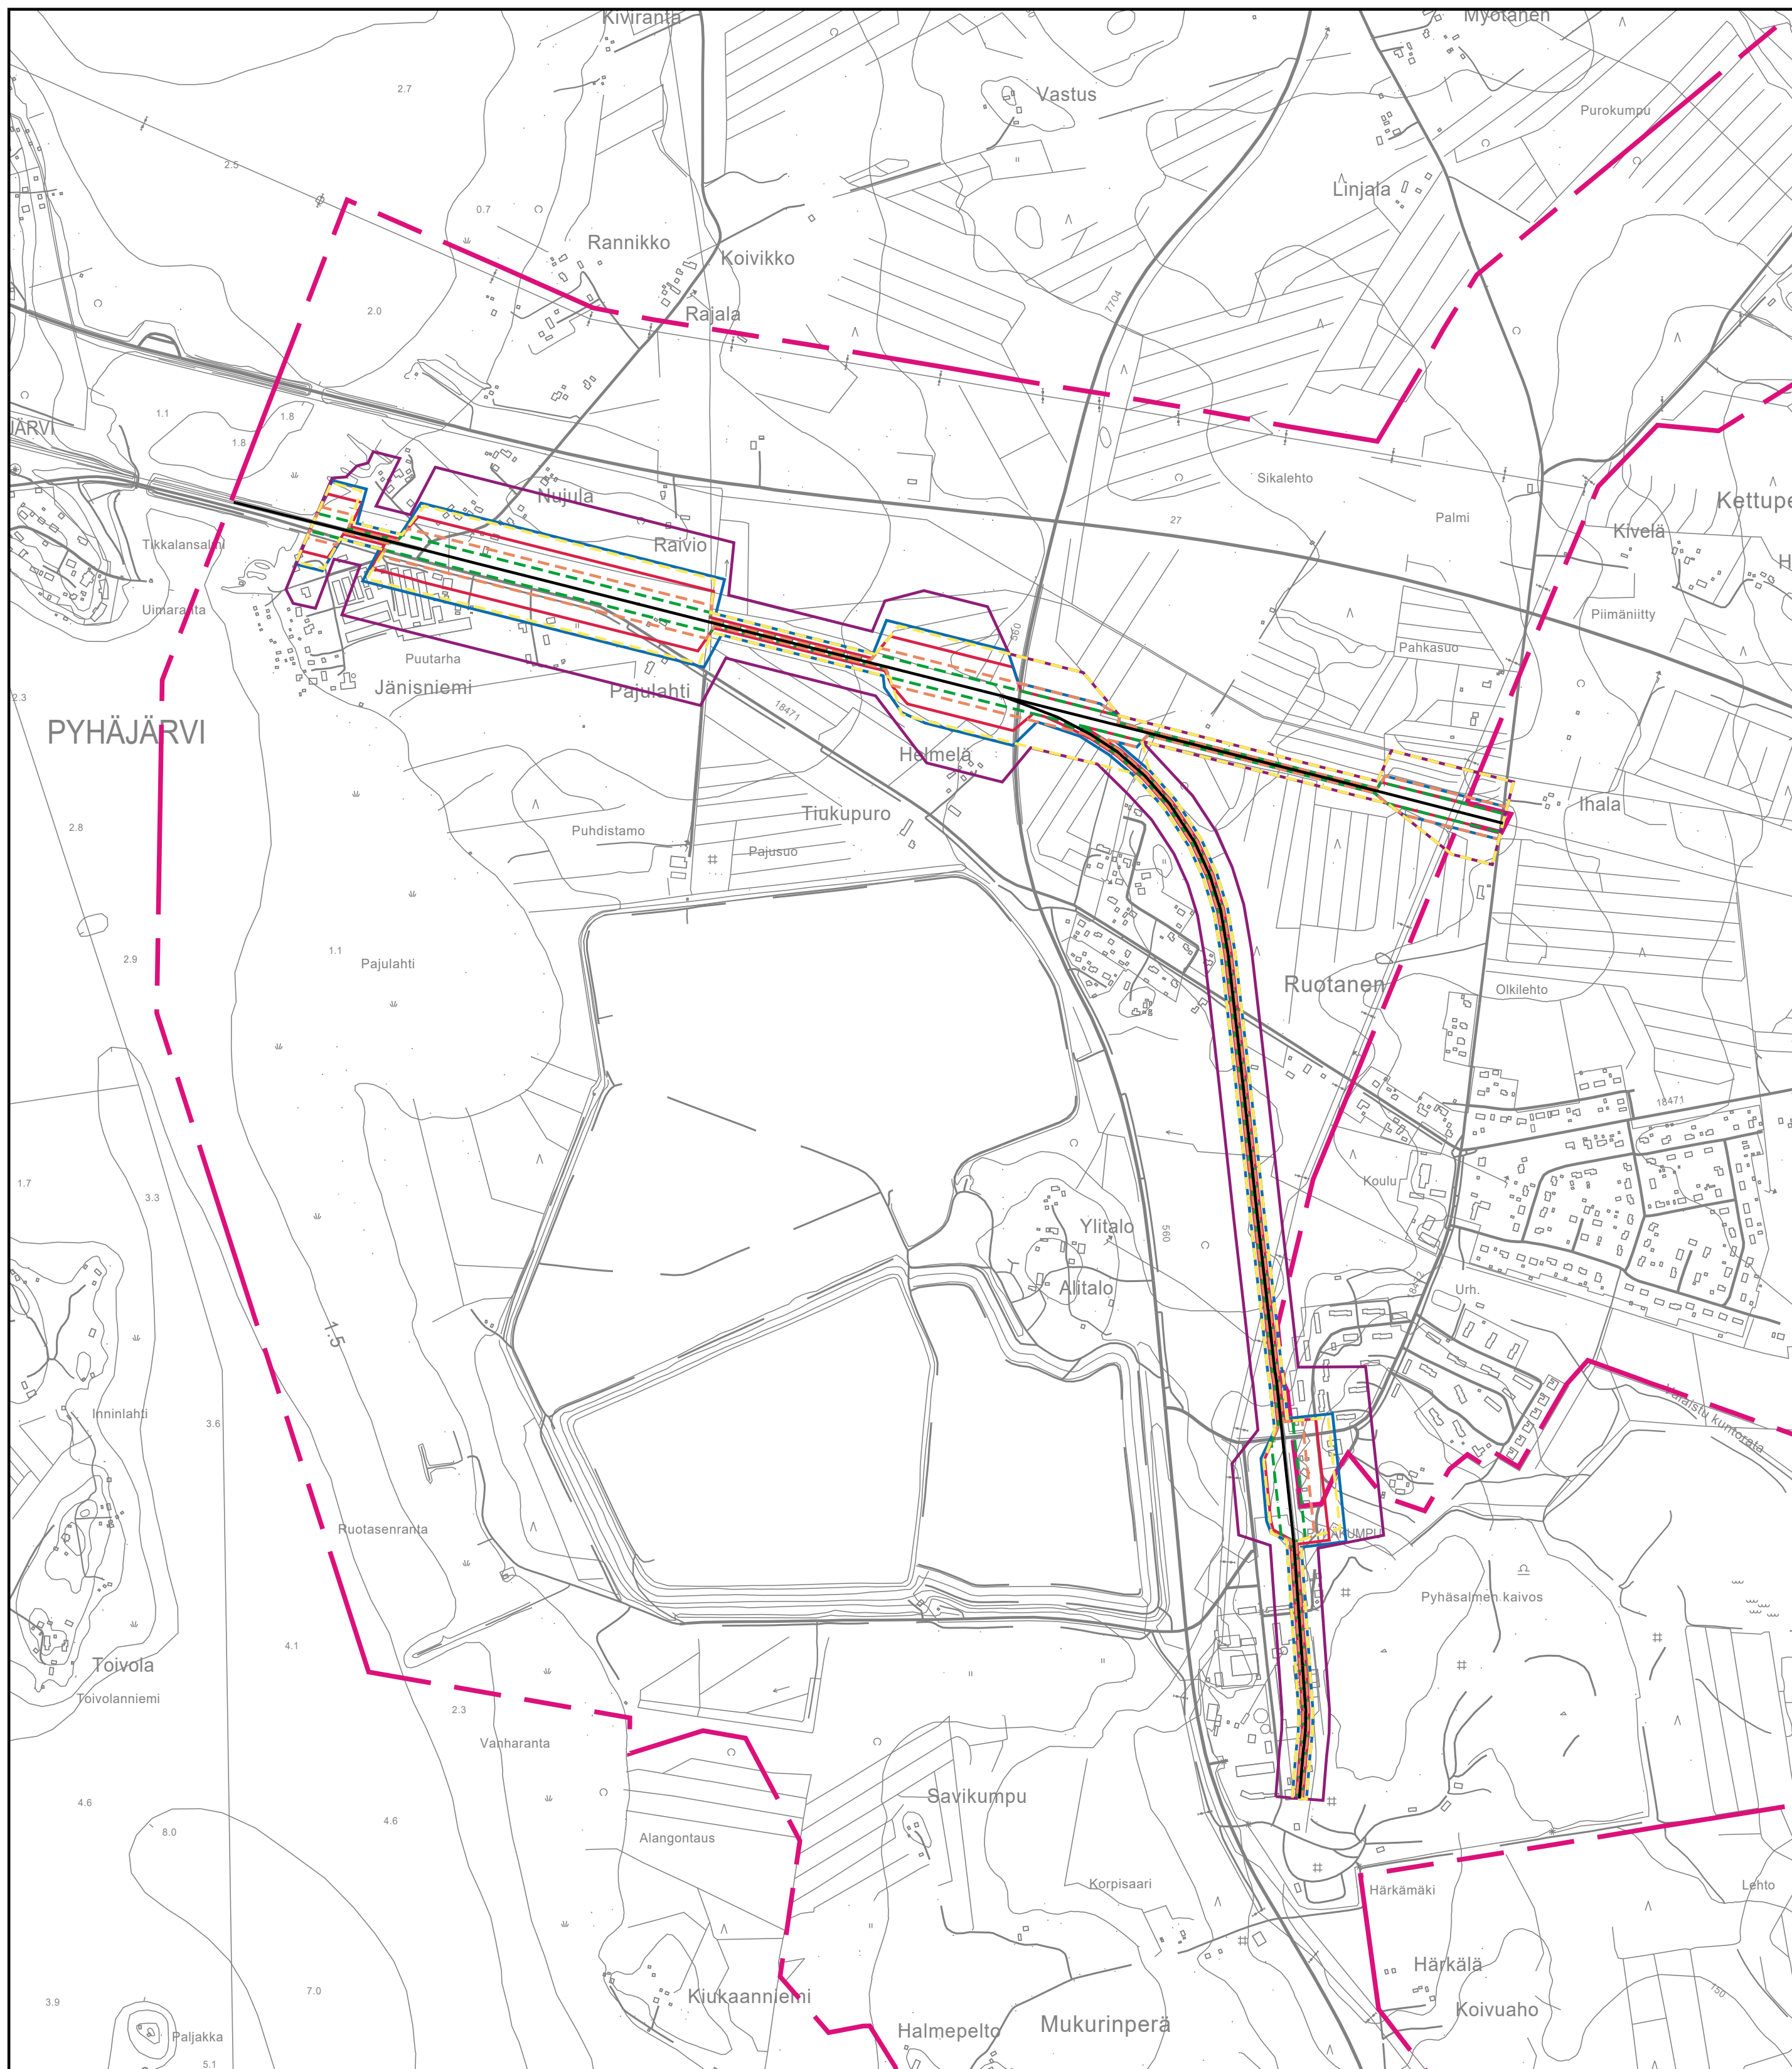 Kiviranta
Myötänen
2.7
Vastus
Purokumpu
2.5
Linjala
0.7
Rannikko
Koivikko
2.0
Rajala
7704
1.1
1.8
JÄRVI
1.8
Sikalehto
Nujula
27
Palmi
Kettupe
Kivelä
Tikkalansalmi
Raivio
H
Uimaranta
Piimäniitty
560
Pahkasuo
Puutarha
Jänisniemi
Pajulahti
2.3
18471
PYHÄJÄRVI
Helmelä
Ihala
Tiukupuro
2.8
Puhdistamo
Pajusuo
1.1
2.9
Pajulahti
Ruotanen
Olkilehto
18471
1.7
3.3
Koulu
Ylitalo
560
Alitalo
Urh.
1.5
Valaistu kuntorata
Inninlahti
3.6
Ruotasenranta
Pyhäsalmen kaivos
4.1
Toivola
Toivolanniemi
2.3
Vanharanta
Savikumpu
4.6
4.6
8.0
Alangontaus
Korpisaari
Härkämäki
Lehto
Härkälä
7.0
150
Kiukaanniemi
3.9
Koivuaho
Paljakka
Halmepelto
Mukurinperä
5.1